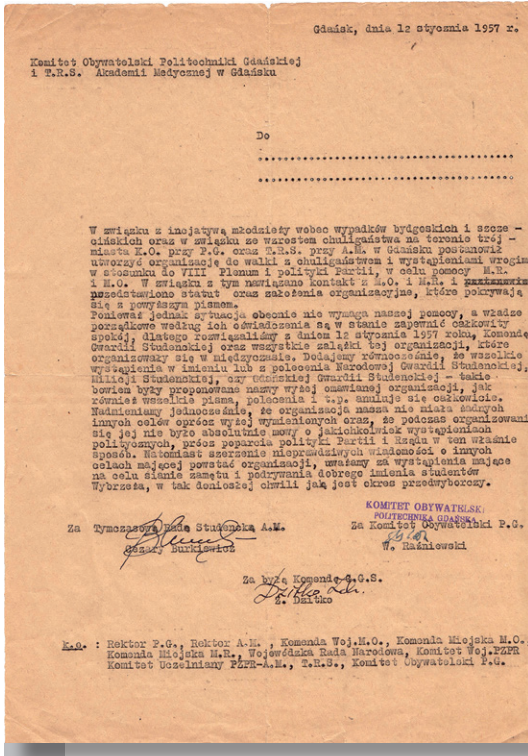 Gdańsk, dnia 12 stycznia 1957 r.
Komitet Obywatelski Politechniki Gdańskiej
i T.R.S. Akademii Medycznej w Gdańsku
Do
W związku z inojatywą młodzieży wobec wypadków bydgoskich i szcze -
cińskich oraz w związku ze wzrostem chuligaństwa na terenie trój -
miasta K.O. przy P.G. oraz T.R.S. przy A.M. w Gdańsku postanowił
utworzyć organizację do walki z chuligaństwem i wystąpieniami wrogim
w stosunku do VIII Plenum i polityki Partii, w celu pomocy M.R.
i M.O. W związku z tym nawiązano kontakt z M.O. i M.R. i
przedstawiono statut oraz założenia organizacyjne, które pokrywają
się z powyższym pismem.
Ponieważ jednak sytuacja obecnie nie wymaga naszej pomocy, a władze
porządkowe według ich oświadczenia są w stanie zapewnić całkowity
spokój, dlatego rozwiązaliśmy z dniem 12 stycznia 1957 roku, Komendę
Gwardii Studenckiej oraz wszystkie zalążki tej organizacji, które
organizowały się w międzyczasie. Dodajemy równocześnie, że wszelkie
wystąpienia w imieniu lub z polecenia Narodowej Gwardii Studenckiej,
Milicji Studenckiej, czy Gdańskiej Gwardii Studenckiej - takie
bowiem były proponowane nazwy wyżej omawianej organizacji, jak
również wszelkie pisma, polecenia i t.p. anuluje się całkowicie.
Nadmieniamy jednocześnie, że organizacja nasza nie miała żadnych
innych celów oprócz wyżej wymienionych oraz, że podczas organizowani
się jej nie było absolutnie mowy o jakichkolwiek wystąpieniach
politycznych, prócz poparcia polityki Partii i Rządu w ten właśnie
sposób. Natomiast szerzenie nieprawdziwych wiadomości o innych
celach mającej powstać organizacji, uważamy za wystąpienia mające
na celu sianie zamętu i podrywania dobrego imienia studentów
Wybrzeża, w tak doniosłej chwili jaką jest okres przedwyborczy.
KOMITET OBYWATELSKI
POLITECHNIKA GDAŃSKA
Za Tymczasową Radę Studencką A.M. Za Komitet Obywatelski P.G.
Cezary Burkiewicz W. Raźniewski
Za byłą Komendę G.G.S.
Dzitko Zdz.
Z. Dzitko
k.o. : Rektor P.G., Rektor A.M. , Komenda Woj.M.O., Komenda Miejska M.O.
Komenda Miejska M.R., Wojewódzka Rada Narodowa, Komitet Woj.PZPR
Komitet Uczelniany PZPR-A.M., T.R.S., Komitet Obywatelski P.G.